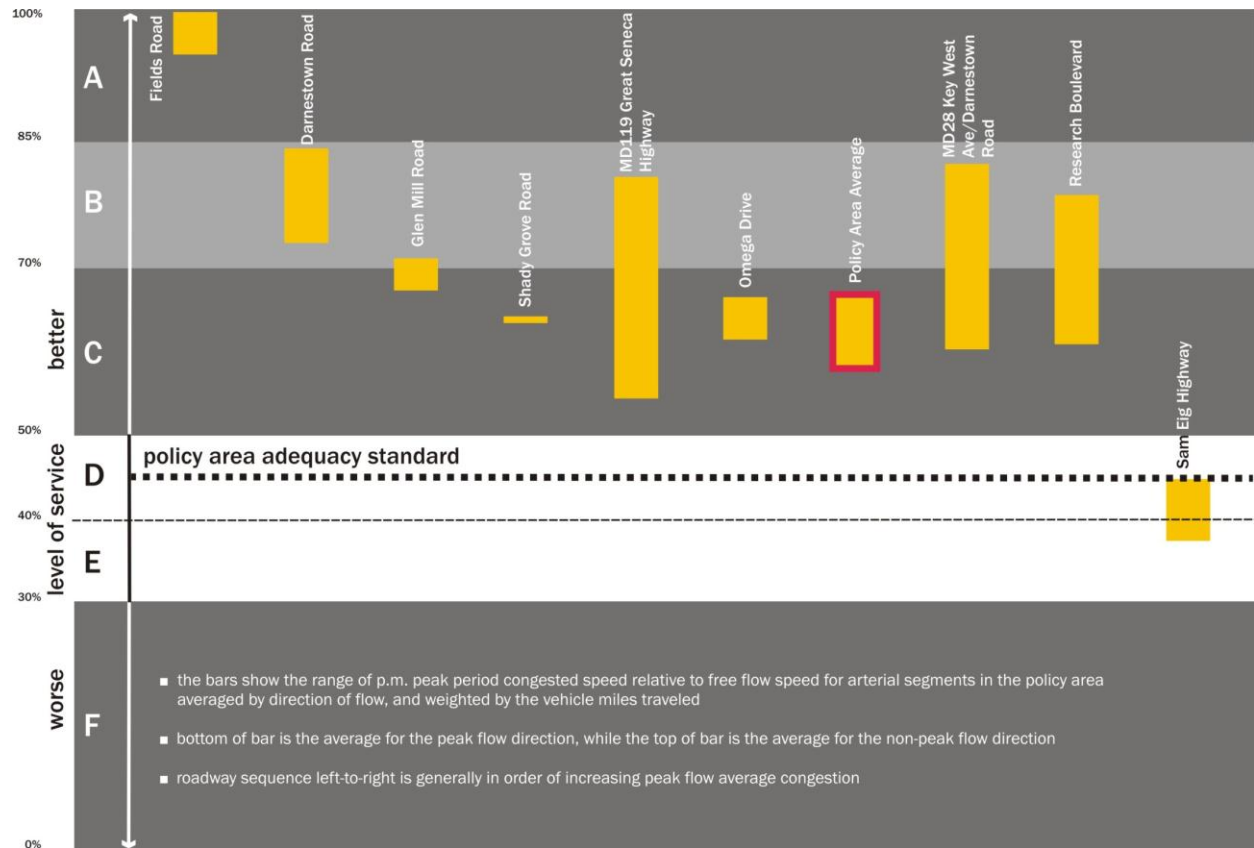 100%
85%
70%
50%
40%
30%
0%
better
level of service
worse
A
B
C
D
E
F
Fields Road
Darnestown Road
Glen Mill Road
Shady Grove Road
MD119 Great Seneca
Highway
Omega Drive
Policy Area Average
MD28 Key West
Ave/Darnestown
Road
Research Boulevard
Sam Eig Highway
policy area adequacy standard
■ the bars show the range of p.m. peak period congested speed relative to free flow speed for arterial segments in the policy area
averaged by direction of flow, and weighted by the vehicle miles traveled
■ bottom of bar is the average for the peak flow direction, while the top of bar is the average for the non-peak flow direction
■ roadway sequence left-to-right is generally in order of increasing peak flow average congestion